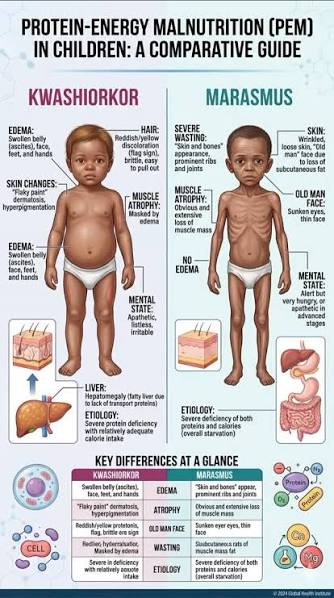 PROTEIN-ENERGY MALNUTRITION (PEM)
IN CHILDREN: A COMPARATIVE GUIDE
KWASHIORKOR
EDEMA:
Swollen belly
(ascites), face,
feet, and hands
HAIR:
Reddish/yellow
discoloration
(flag sign),
brittle, easy
to pull out
SKIN CHANGES:
"Flaky paint"
dermatosis,
hyperpigmentation
MUSCLE
ATROPHY:
Masked by
edema
EDEMA:
Swollen belly
(ascites), face,
feet, and
hands
MENTAL
STATE:
Apathetic,
listless,
irritable
LIVER:
Hepatomegaly (fatty liver due
to lack of transport proteins)
ETIOLOGY:
Severe protein deficiency
with relatively adequate
calorie intake
MARASMUS
SEVERE
WASTING:
"Skin and bones"
appearance,
prominent ribs
and joints
SKIN:
Wrinkled,
loose skin, "Old
man" face due
to loss of
subcutaneous fat
MUSCLE
ATROPHY:
Obvious and
extensive
loss of
muscle mass
OLD MAN
FACE:
Sunken eyes,
thin face
NO
EDEMA
MENTAL
STATE:
Alert but
very hungry, or
apathetic in
advanced
stages
ETIOLOGY:
Severe deficiency of both
proteins and calories
(overall starvation)
KEY DIFFERENCES AT A GLANCE
KWASHIORKOR MARASMUS
Swollen belly (ascites),
face, feet, and hands
EDEMA
"Skin and bones" appear,
prominent ribs and joints
"Flaky paint" dermatosis,
hyperpigmentation
ATROPHY
Obvious and extensive loss
of muscle mass
Reddish/yellow
flag, brittle
OLD MAN FACE
Sunken eyer eyes, thin
face
Masked by edema
WASTING
muscle mass fat
Severe in deficiency
with relatively
intake
ETIOLOGY
Severe deficiency of both
proteins and calories
(overall starvation)
CELL
Protein
N₂
Protein
Mg
© 2024 Global Health Institute